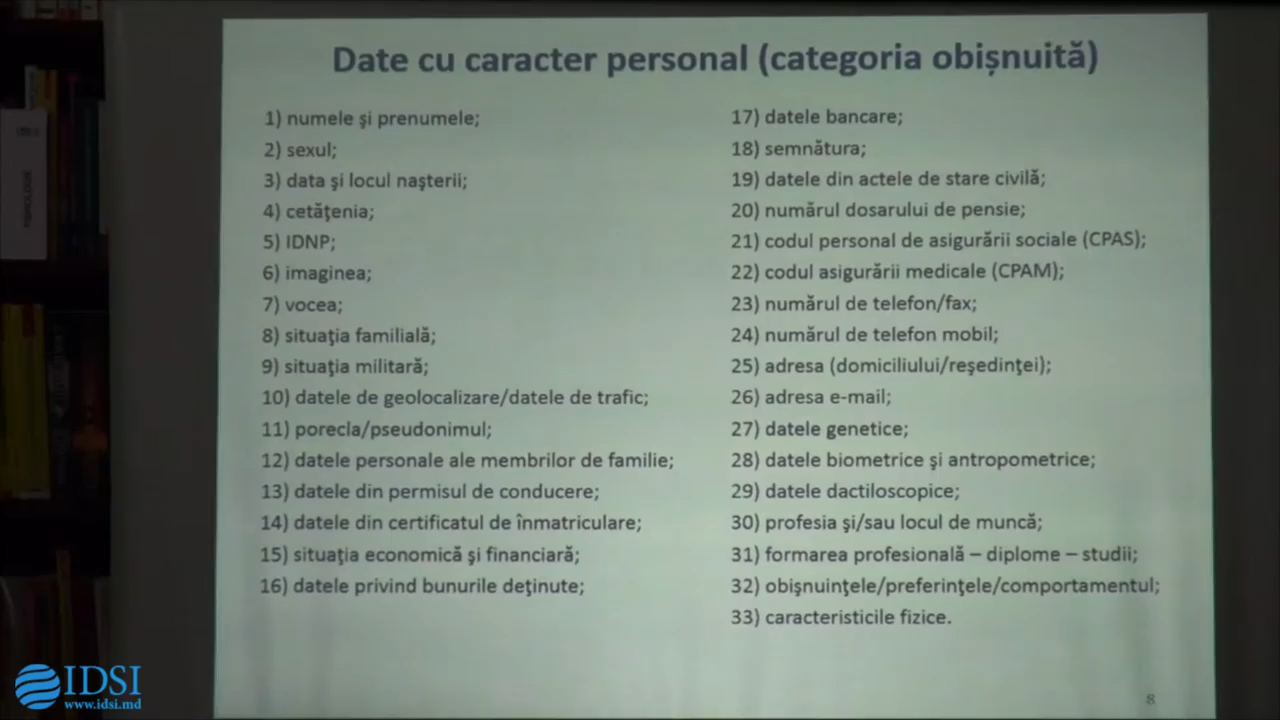 Date cu caracter personal (categoria obișnuită)
1) numele şi prenumele;
2) sexul;
3) data şi locul naşterii;
4) cetăţenia;
5) IDNP;
6) imaginea;
7) vocea;
8) situaţia familială;
9) situaţia militară;
10) datele de geolocalizare/datele de trafic;
11) porecla/pseudonimul;
12) datele personale ale membrilor de familie;
13) datele din permisul de conducere;
14) datele din certificatul de înmatriculare;
15) situaţia economică şi financiară;
16) datele privind bunurile deţinute;
17) datele bancare;
18) semnătura;
19) datele din actele de stare civilă;
20) numărul dosarului de pensie;
21) codul personal de asigurării sociale (CPAS);
22) codul asigurării medicale (CPAM);
23) numărul de telefon/fax;
24) numărul de telefon mobil;
25) adresa (domiciliului/reşedinţei);
26) adresa e-mail;
27) datele genetice;
28) datele biometrice şi antropometrice;
29) datele dactiloscopice;
30) profesia şi/sau locul de muncă;
31) formarea profesională – diplome – studii;
32) obişnuinţele/preferinţele/comportamentul;
33) caracteristicile fizice.
8
IDSI
www.idsi.md